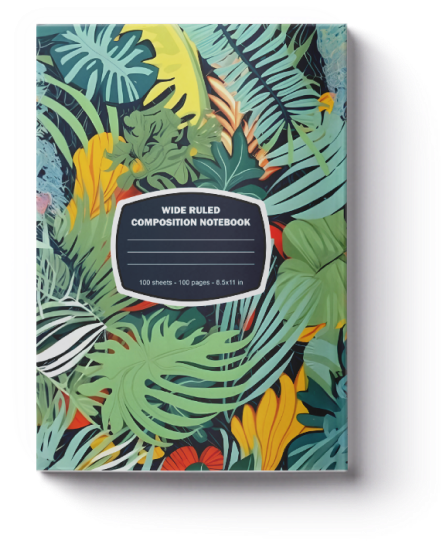 WIDE RULED
COMPOSITION NOTEBOOK
100 sheets - 100 pages - 8.5x11 in